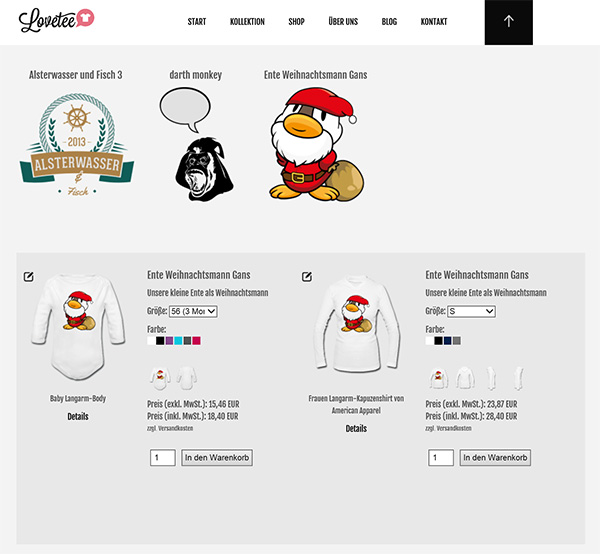 Lovetee
START KOLLEKTION SHOP ÜBER UNS BLOG KONTAKT
Alsterwasser und Fisch 3
2013
ALSTERWASSER
&
Fisch
darth monkey
Ente Weihnachtsmann Gans
Ente Weihnachtsmann Gans
Unsere kleine Ente als Weihnachtsmann
Größe: 56 (3 Mo
Farbe:
Baby Langarm-Body
Details
Preis (exkl. MwSt.): 15,46 EUR
Preis (inkl. MwSt.): 18,40 EUR
zzgl. Versandkosten
1 In den Warenkorb
Ente Weihnachtsmann Gans
Unsere kleine Ente als Weihnachtsmann
Größe: S
Farbe:
Frauen Langarm-Kapuzenshirt von
American Apparel
Details
Preis (exkl. MwSt.): 23,87 EUR
Preis (inkl. MwSt.): 28,40 EUR
zzgl. Versandkosten
1 In den Warenkorb